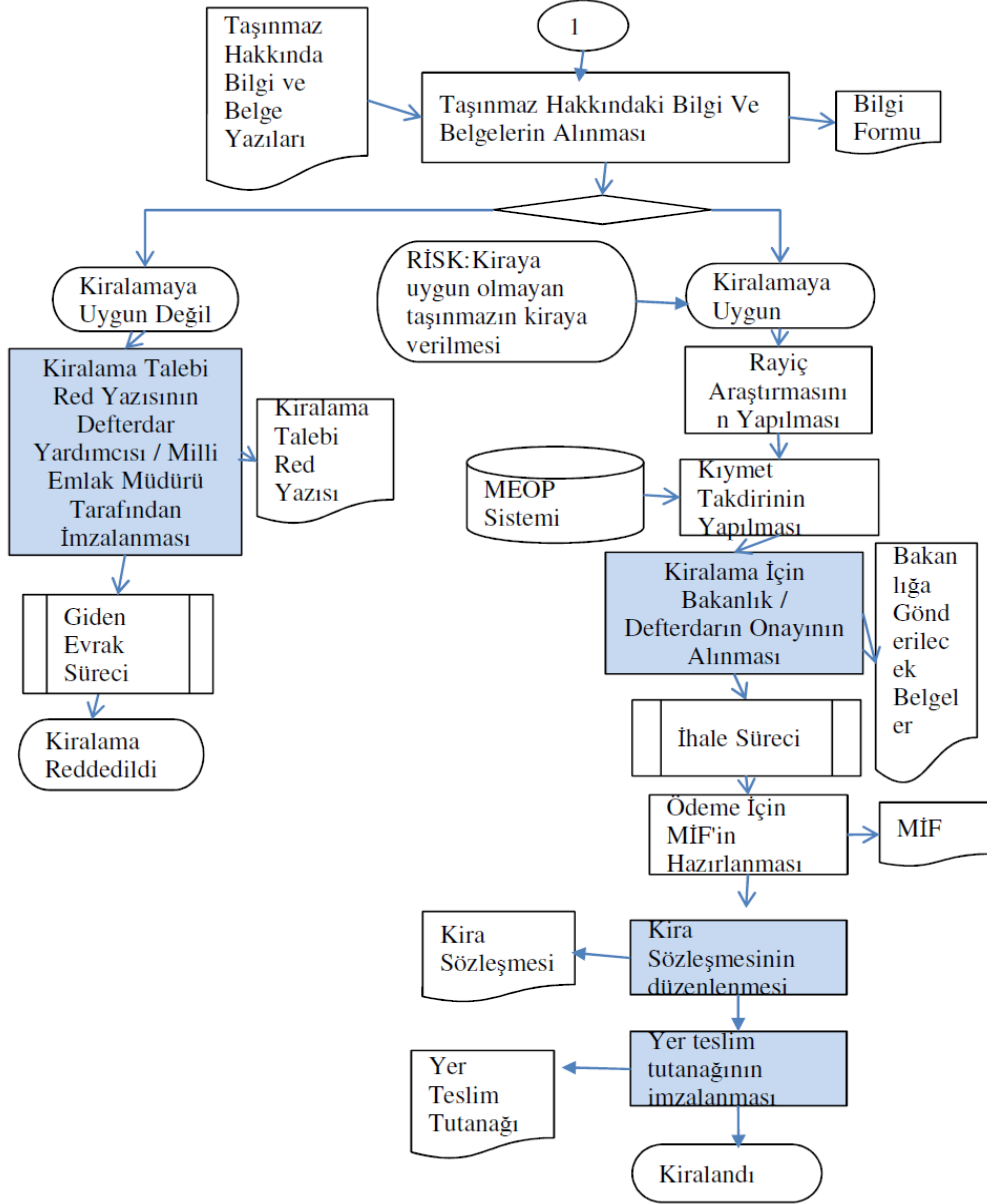 1
Taşınmaz
Hakkında
Bilgi ve
Belge
Yazıları
Taşınmaz Hakkındaki Bilgi Ve
Belgelerin Alınması
Bilgi
Formu
Kiralamaya
Uygun Değil
RİSK:Kiraya
uygun olmayan
taşınmazın kiraya
verilmesi
Kiralamaya
Uygun
Kiralama Talebi
Red Yazısının
Defterdar
Yardımcısı / Milli
Emlak Müdürü
Tarafından
İmzalanması
Kiralama
Talebi
Red
Yazısı
Rayiç
Araştırmasını
n Yapılması
MEOP
Sistemi
Kıymet
Takdirinin
Yapılması
Kiralama İçin
Bakanlık /
Defterdarın Onayının
Alınması
Bakan
lığa
Gönd
erilec
ek
Belgel
er
Giden
Evrak
Süreci
Kiralama
Reddedildi
İhale Süreci
Ödeme İçin
MİF'in
Hazırlanması
MİF
Kira
Sözleşmesi
Kira
Sözleşmesinin
düzenlenmesi
Yer
Teslim
Tutanağı
Yer teslim
tutanağının
imzalanması
Kiralandı